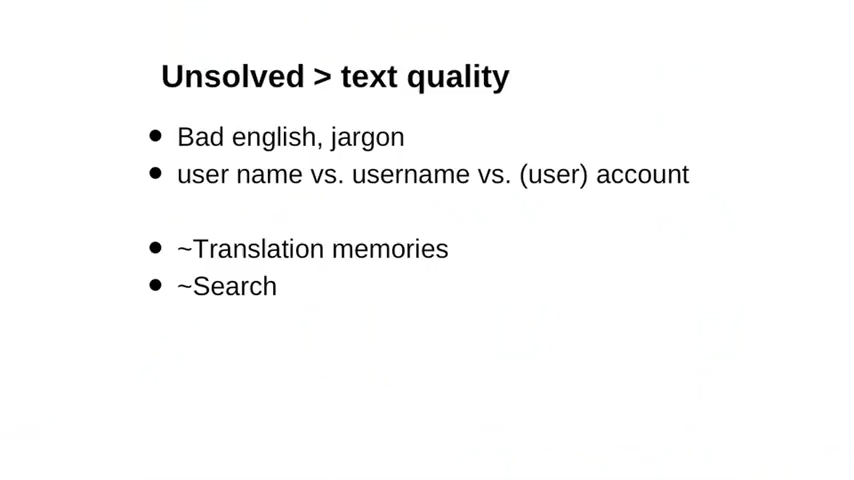 Unsolved > text quality
● Bad english, jargon
● user name vs. username vs. (user) account
● ~Translation memories
● ~Search